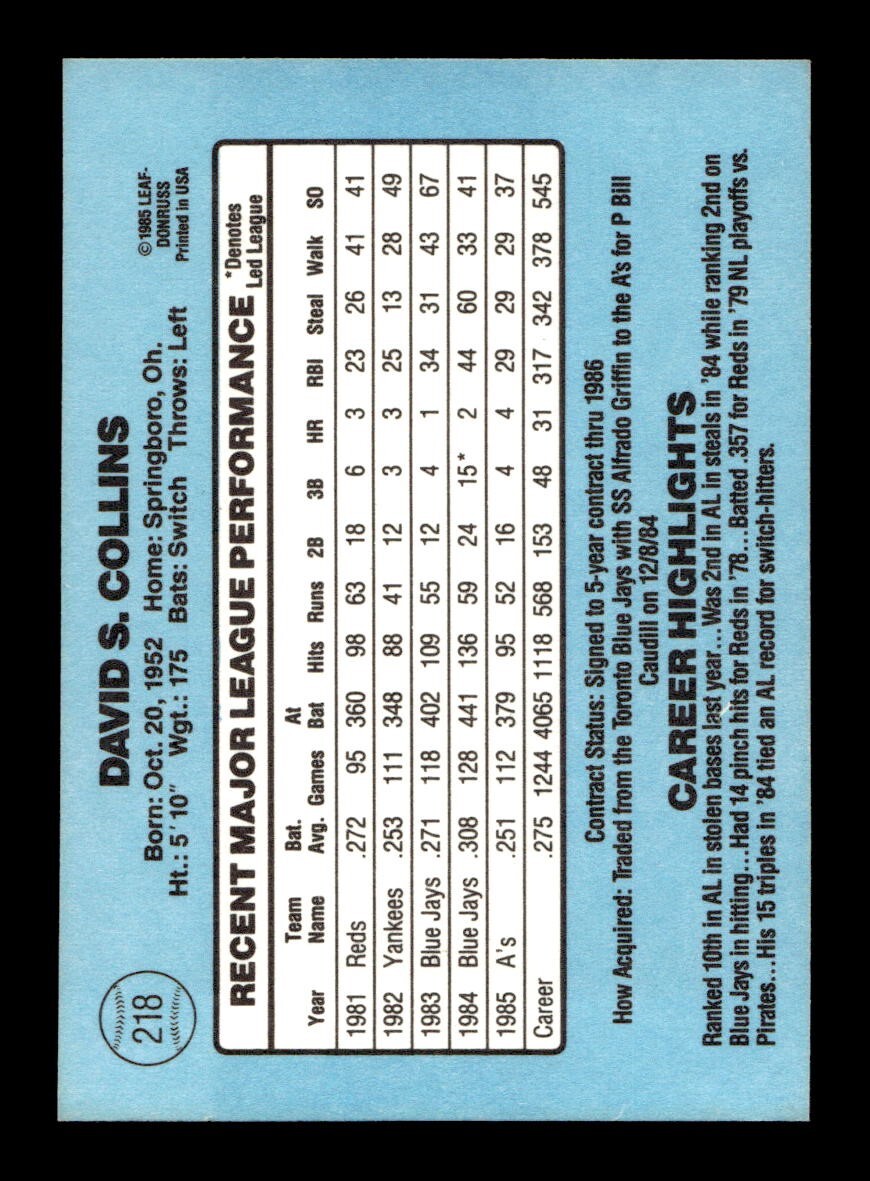 218
DAVID S. COLLINS
Born: Oct. 20, 1952 Home: Springboro, Oh.
Ht.: 5'10" Wgt.: 175 Bats: Switch Throws: Left
©1985 LEAF-
DONRUSS
Printed in USA
RECENT MAJOR LEAGUE PERFORMANCE *Denotes
Led League
Year Team Name Bat. Avg. Games At Bat Hits Runs 2B 3B HR RBI Steal Walk SO
1981 Reds .272 95 360 98 63 18 6 3 23 26 41 41
1982 Yankees .253 111 348 88 41 12 3 3 25 13 28 49
1983 Blue Jays .271 118 402 109 55 12 4 1 34 31 43 67
1984 Blue Jays .308 128 441 136 59 24 15* 2 44 60 33 41
1985 A's .251 112 379 95 52 16 4 4 29 29 29 37
Career .275 1244 4065 1118 568 153 48 31 317 342 378 545
Contract Status: Signed to 5-year contract thru 1986
How Acquired: Traded from the Toronto Blue Jays with SS Alfrado Griffin to the A's for P Bill
Caudill on 12/8/84
CAREER HIGHLIGHTS
Ranked 10th in AL in stolen bases last year...Was 2nd in AL in steals in '84 while ranking 2nd on
Blue Jays in hitting...Had 14 pinch hits for Reds in '78...Batted .357 for Reds in '79 NL playoffs vs.
Pirates...His 15 triples in '84 tied an AL record for switch-hitters.